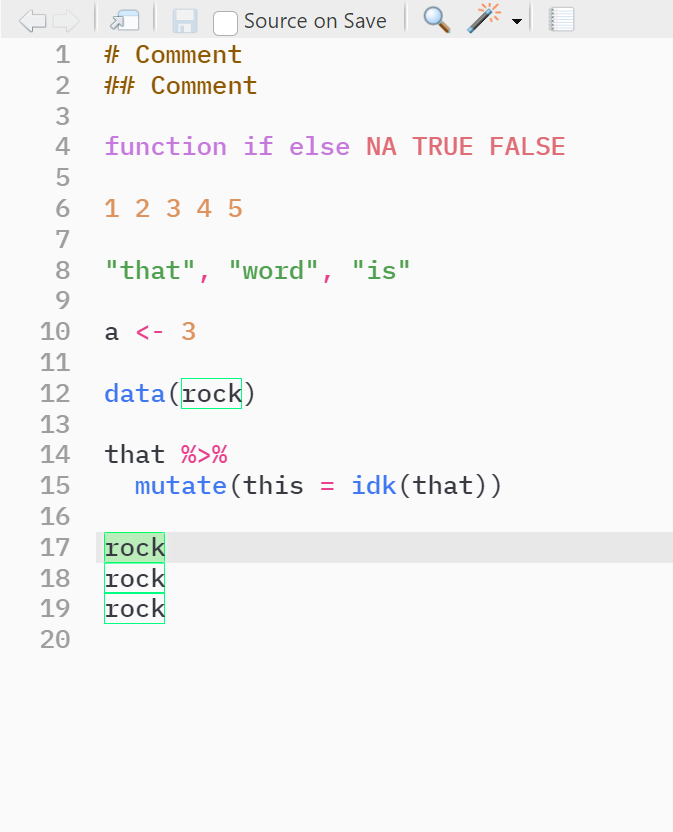 Source on Save
1 # Comment
2 ## Comment
3
4 function if else NA TRUE FALSE
5
6 1 2 3 4 5
7
8 "that", "word", "is"
9
10 a <- 3
11
12 data(rock)
13
14 that %>%
15   mutate(this = idk(that))
16
17 rock
18 rock
19 rock
20